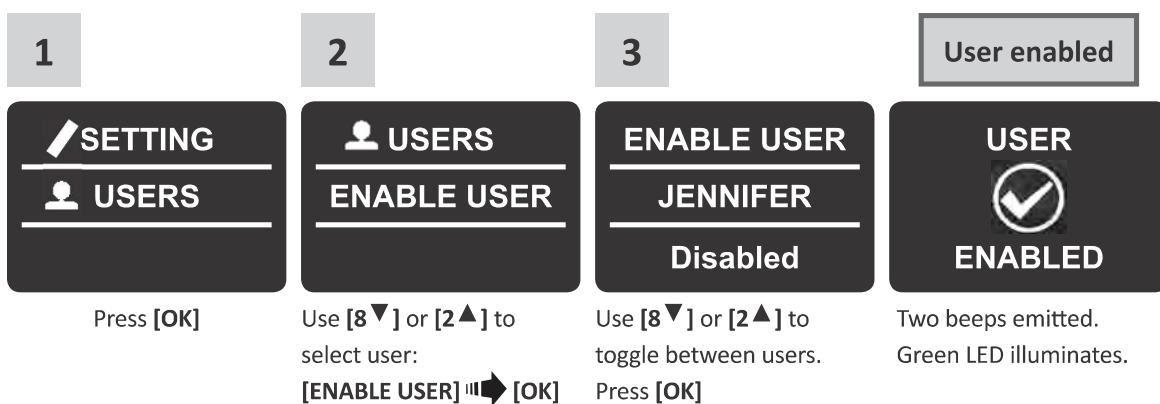 1
SETTING
USERS
Press [OK]
2
USERS
ENABLE USER
Use [8▼] or [2▲] to
select user:
[ENABLE USER] [OK]
3
ENABLE USER
JENNIFER
Disabled
Use [8▼] or [2▲] to
toggle between users.
Press [OK]
User enabled
USER
ENABLED
Two beeps emitted.
Green LED illuminates.